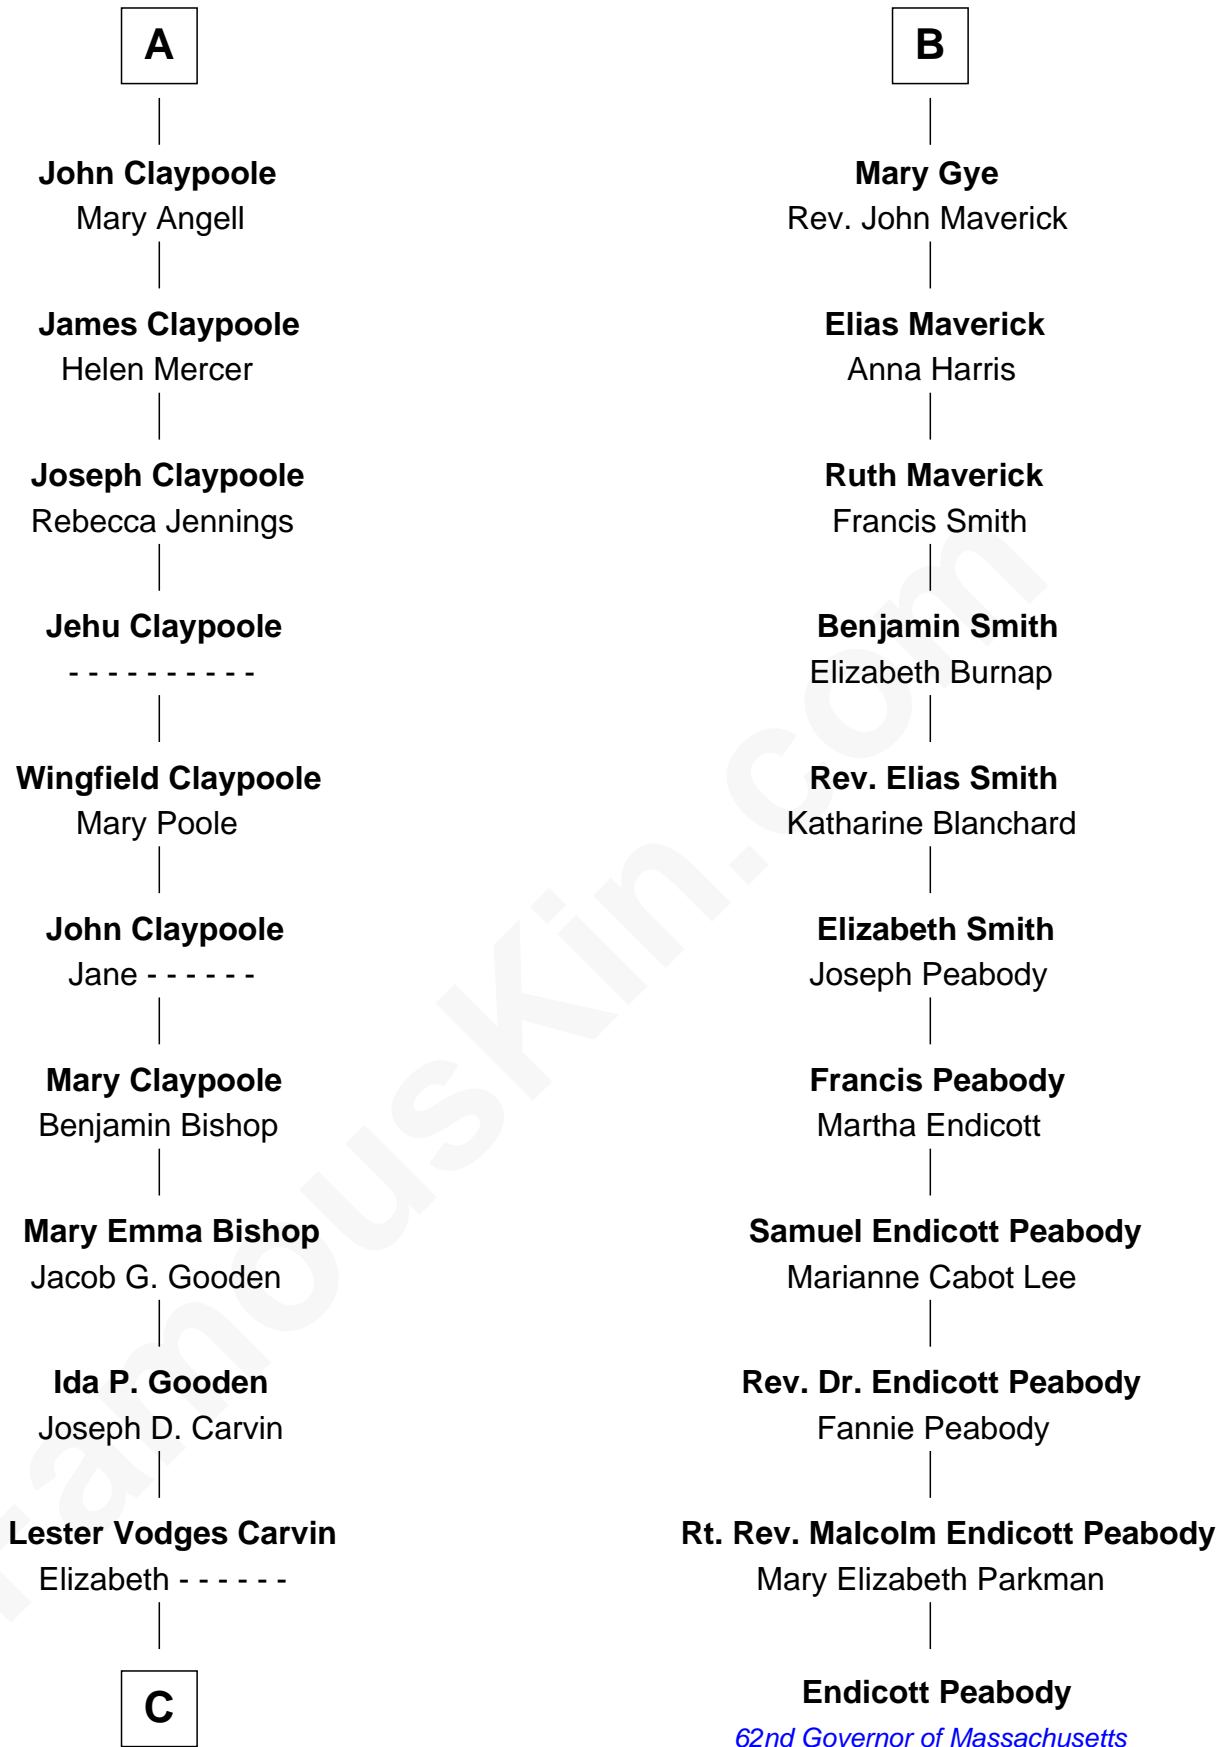 A
John Claypoole
Mary Angell
James Claypoole
Helen Mercer
Joseph Claypoole
Rebecca Jennings
Jehu Claypoole
- - - - - - - - - -
Wingfield Claypoole
Mary Poole
John Claypoole
Jane - - - - - -
Mary Claypoole
Benjamin Bishop
Mary Emma Bishop
Jacob G. Gooden
Ida P. Gooden
Joseph D. Carvin
Lester Vodges Carvin
Elizabeth - - - - - -
C
B
Mary Gye
Rev. John Maverick
Elias Maverick
Anna Harris
Ruth Maverick
Francis Smith
Benjamin Smith
Elizabeth Burnap
Rev. Elias Smith
Katharine Blanchard
Elizabeth Smith
Joseph Peabody
Francis Peabody
Martha Endicott
Samuel Endicott Peabody
Marianne Cabot Lee
Rev. Dr. Endicott Peabody
Fannie Peabody
Rt. Rev. Malcolm Endicott Peabody
Mary Elizabeth Parkman
Endicott Peabody
62nd Governor of Massachusetts
FamousKin.com